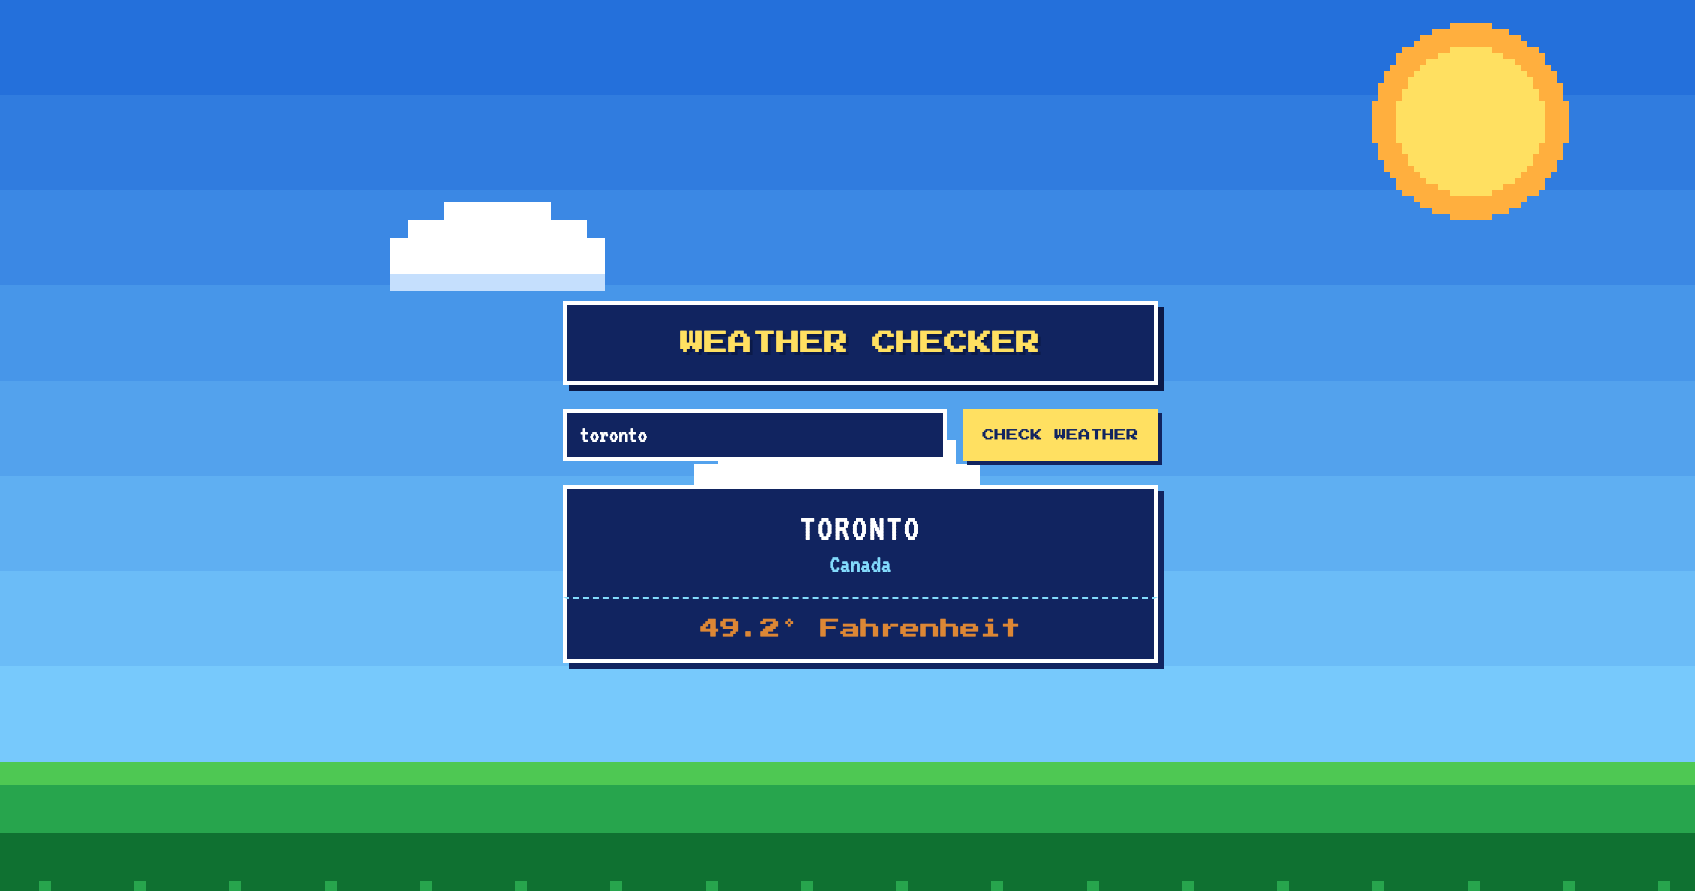 WEATHER CHECKER
toronto
CHECK WEATHER
TORONTO
Canada
49.2° Fahrenheit